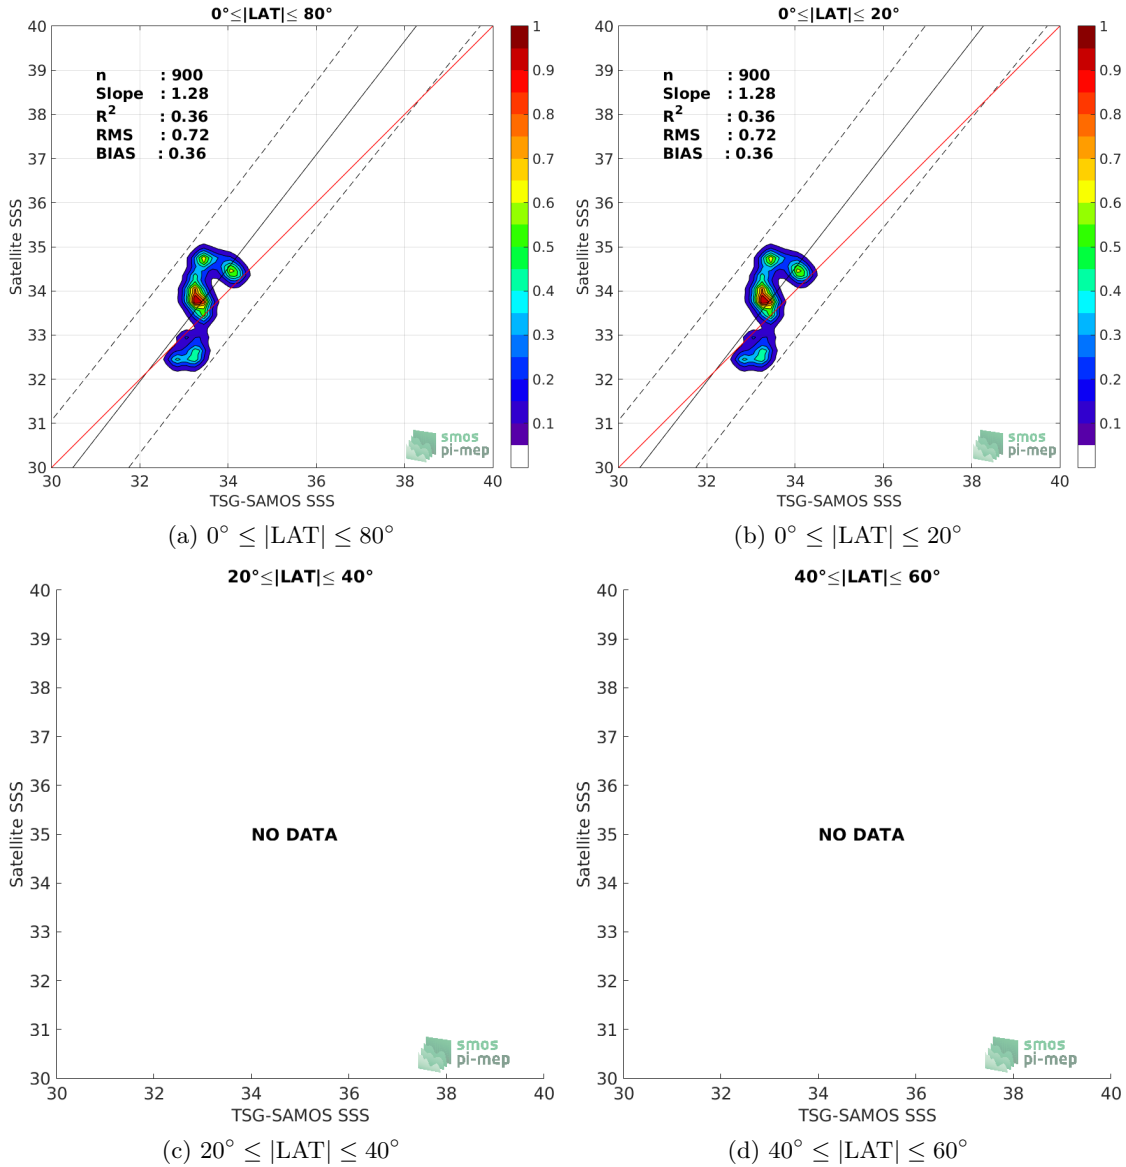 0°≤|LAT|≤ 80°
40
39
38
37
36
35
34
33
32
31
30
Satellite SSS
n : 900
Slope : 1.28
R² : 0.36
RMS : 0.72
BIAS : 0.36
smos
pi-mep
30 32 34 36 38 40
TSG-SAMOS SSS
1
0.9
0.8
0.7
0.6
0.5
0.4
0.3
0.2
0.1
(a) 0° ≤ |LAT| ≤ 80°
0°≤|LAT|≤ 20°
40
39
38
37
36
35
34
33
32
31
30
Satellite SSS
n : 900
Slope : 1.28
R² : 0.36
RMS : 0.72
BIAS : 0.36
smos
pi-mep
30 32 34 36 38 40
TSG-SAMOS SSS
1
0.9
0.8
0.7
0.6
0.5
0.4
0.3
0.2
0.1
(b) 0° ≤ |LAT| ≤ 20°
20°≤|LAT|≤ 40°
40
39
38
37
36
35
34
33
32
31
30
Satellite SSS
NO DATA
smos
pi-mep
30 32 34 36 38 40
TSG-SAMOS SSS
(c) 20° ≤ |LAT| ≤ 40°
40°≤|LAT|≤ 60°
40
39
38
37
36
35
34
33
32
31
30
Satellite SSS
NO DATA
smos
pi-mep
30 32 34 36 38 40
TSG-SAMOS SSS
(d) 40° ≤ |LAT| ≤ 60°